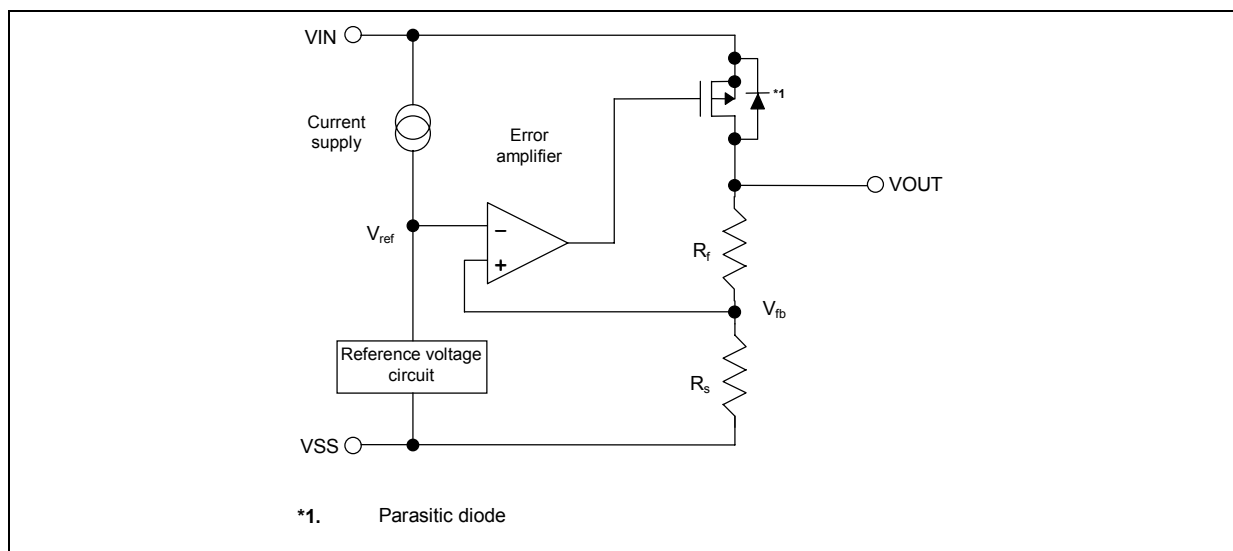 VIN
*1
Current
supply
Error
amplifier
VOUT
Vref
−
+
Rf
Vfb
Reference voltage
circuit
Rs
VSS
*1. Parasitic diode